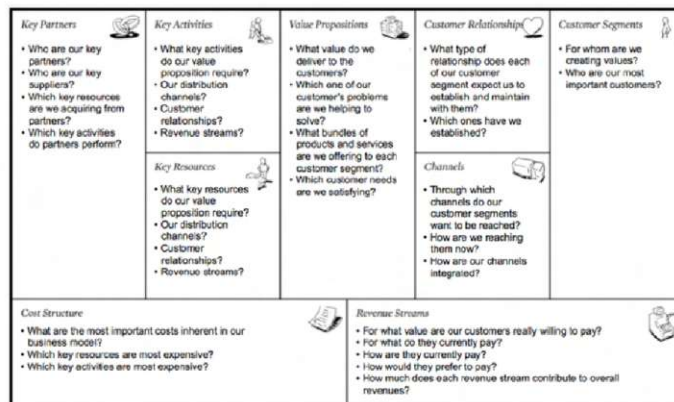 Key Partners
• Who are our key
partners?
• Who are our key
suppliers?
• Which key resources
are we acquiring from
partners?
• Which key activities
do partners perform?
Key Activities
• What key activities
do our value
proposition require?
• Our distribution
channels?
• Customer
relationships?
• Revenue streams?
Key Resources
• What key resources
do our value
proposition require?
• Our distribution
channels?
• Customer
relationships?
• Revenue streams?
Value Propositions
• What value do we
deliver to the
customers?
• Which one of our
customer's problems
are we helping to
solve?
• What bundles of
products and services
are we offering to each
customer segment?
• Which customer needs
are we satisfying?
Customer Relationships
• What type of
relationship does each
of our customer
segment expect us to
establish and maintain
with them?
• Which ones have we
established?
Channels
• Through which
channels do our
customer segments
want to be reached?
• How are we reaching
them now?
• How are our channels
integrated?
Customer Segments
• For whom are we
creating values?
• Who are our most
important customers?
Cost Structure
• What are the most important costs inherent in our
business model?
• Which key resources are most expensive?
• Which key activities are most expensive?
Revenue Streams
• For what value are our customers really willing to pay?
• For what do they currently pay?
• How are they currently pay?
• How would they prefer to pay?
• How much does each revenue stream contribute to overall
revenues?